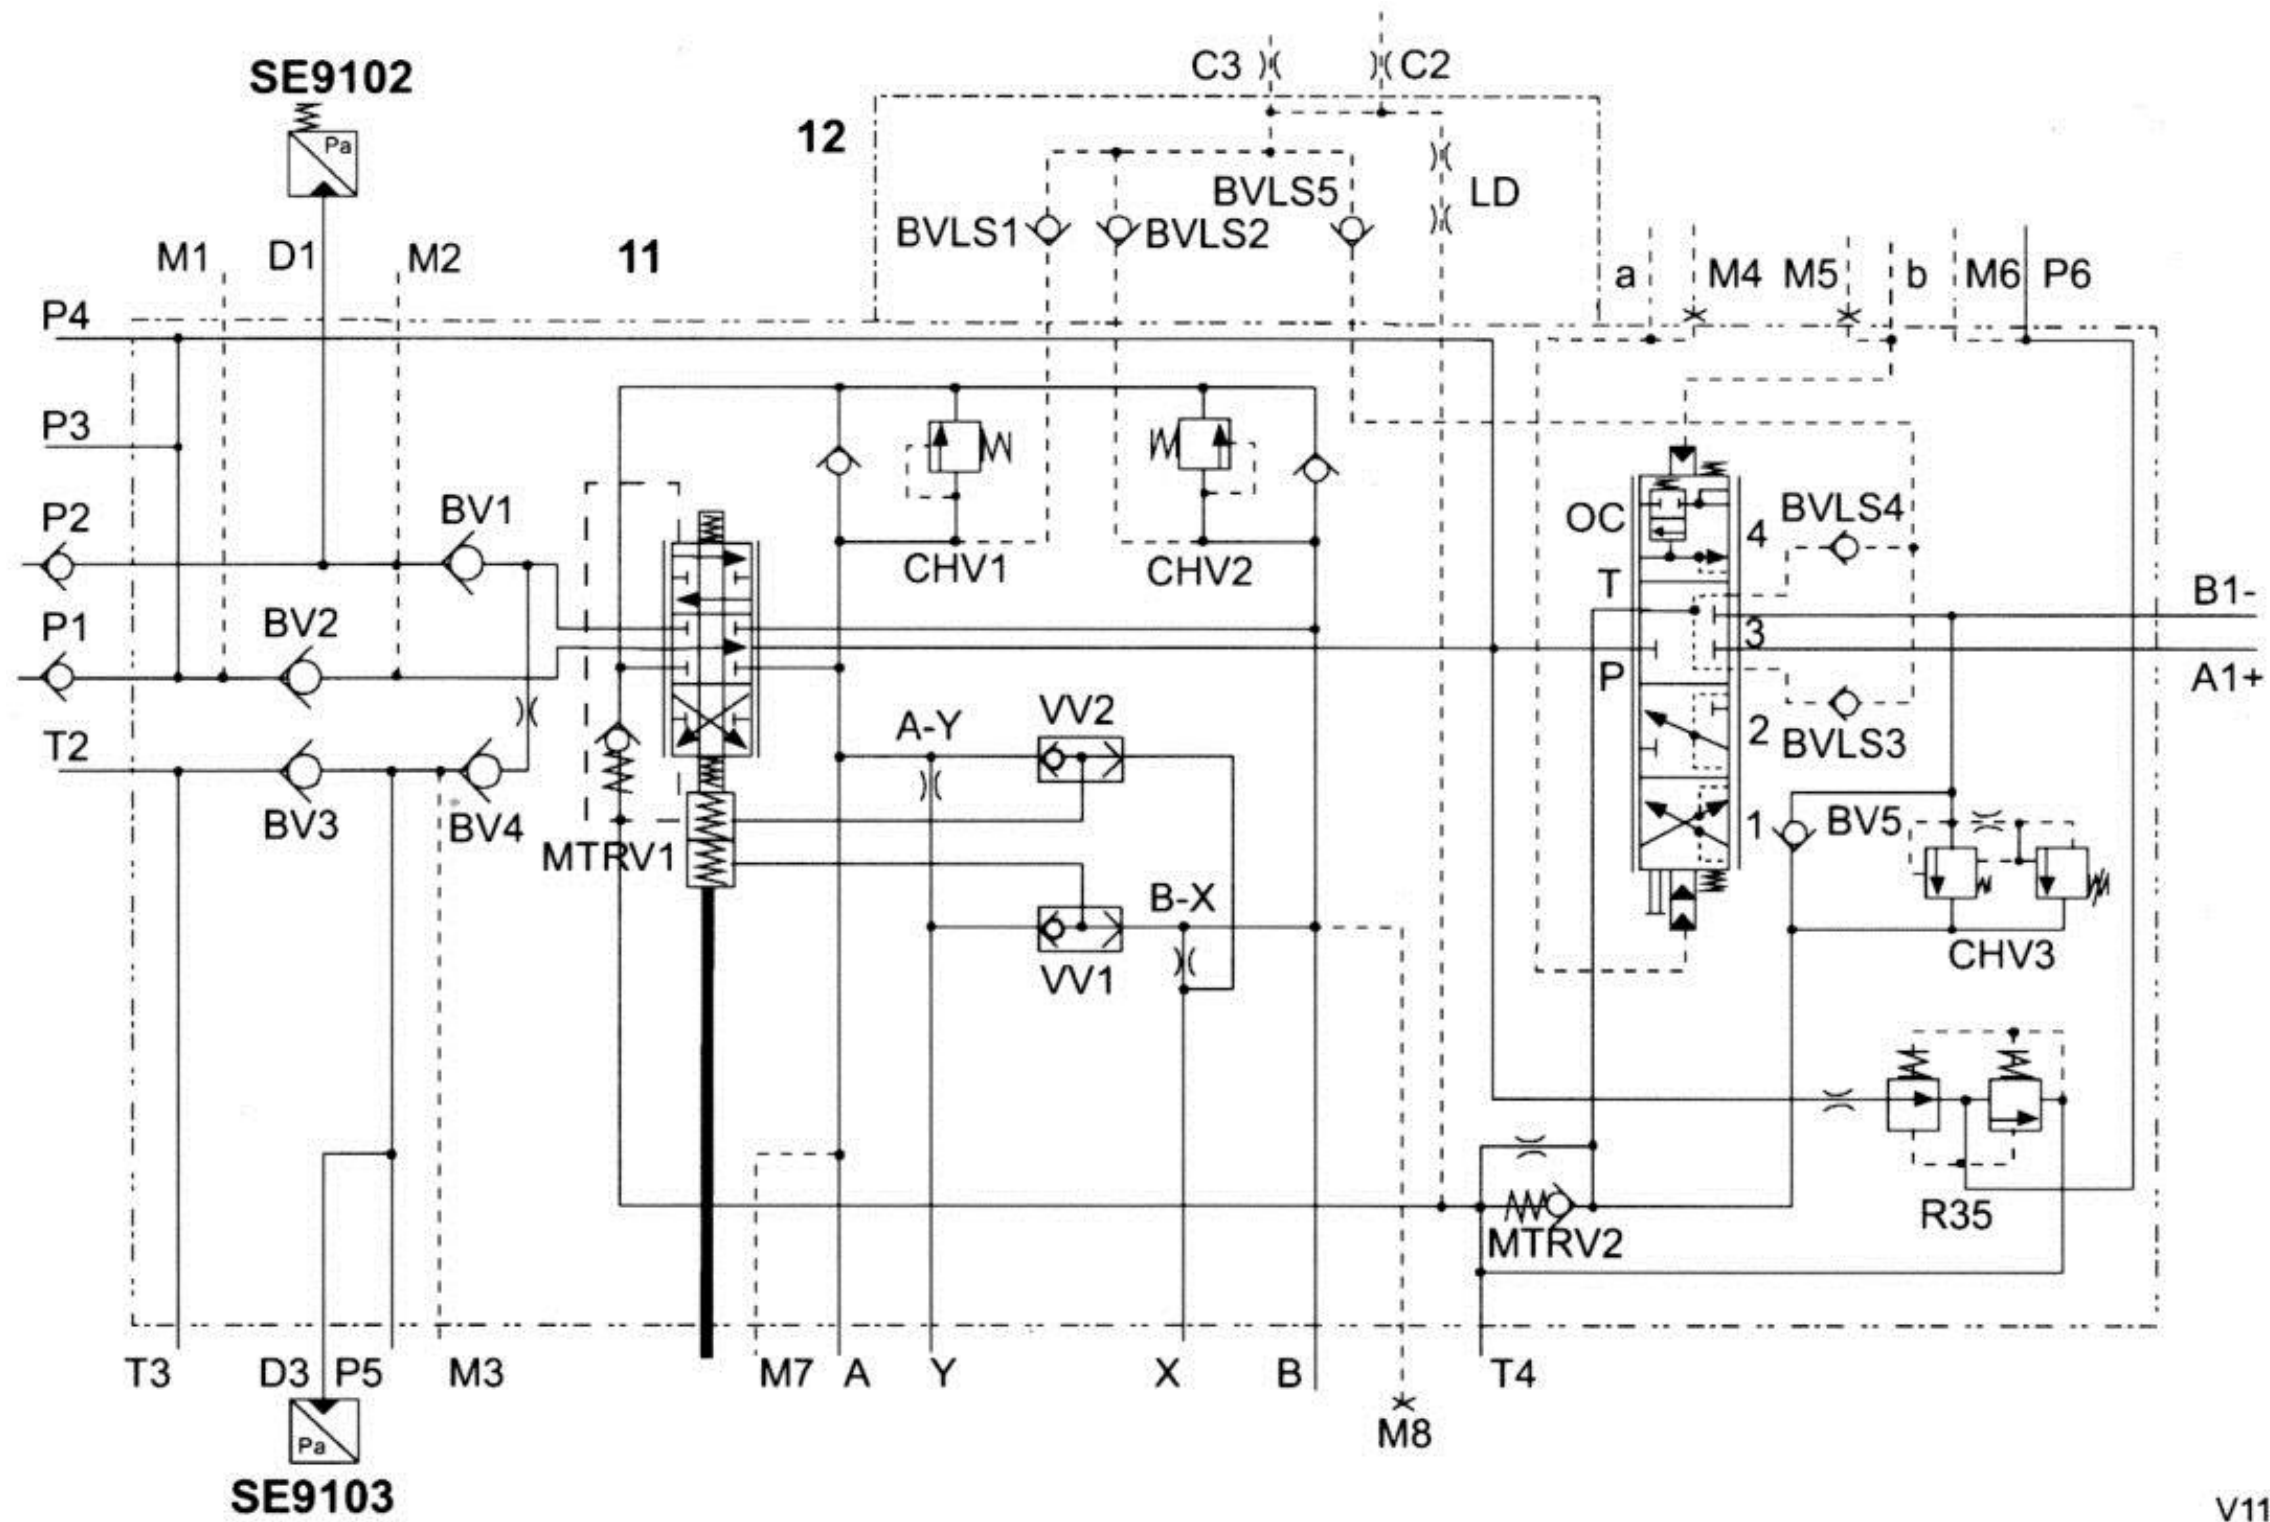 C3
C2
SE9102
12
Pa
BVLS5
LD
BVLS1
BVLS2
M1
D1
M2
11
a
M4
M5
b
M6
P6
P4
P3
P2
BV1
OC
4
BVLS4
CHV1
CHV2
T
B1-
P1
BV2
3
P
A1+
A-Y
VV2
T2
2
BVLS3
BV3
BV4
1
BV5
MTRV1
B-X
CHV3
VV1
R35
MTRV2
T3
D3
P5
M3
M7
A
Y
X
B
T4
M8
Pa
SE9103
V11